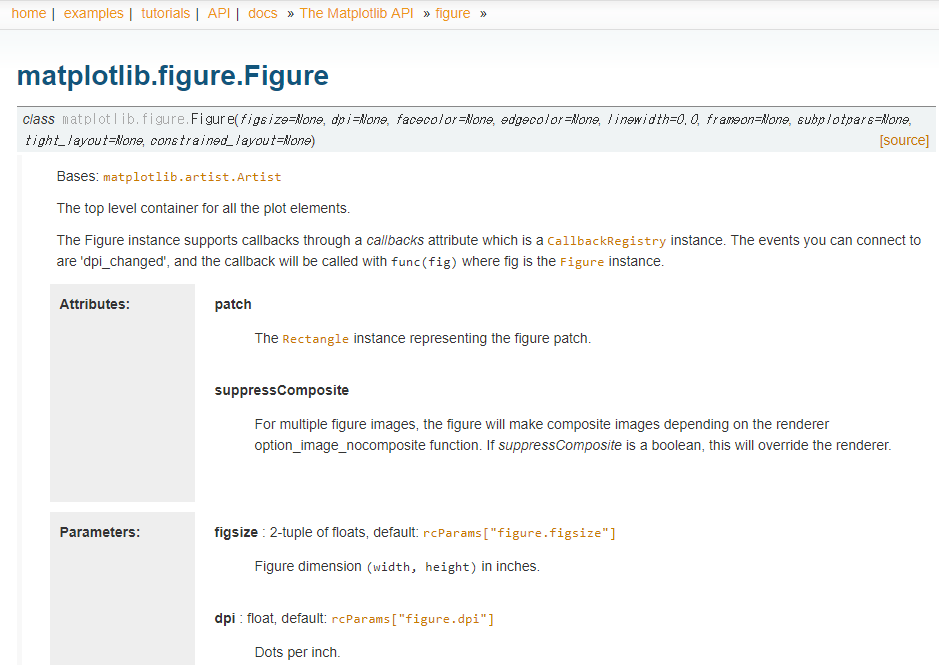 home | examples | tutorials | API | docs » The Matplotlib API » figure »
matplotlib.figure.Figure
class matplotlib.figure.Figure(figsize=None, dpi=None, facecolor=None, edgecolor=None, linewidth=0.0, frameon=None, subplotpars=None,
tight_layout=None, constrained_layout=None) [source]
Bases: matplotlib.artist.Artist
The top level container for all the plot elements.
The Figure instance supports callbacks through a callbacks attribute which is a CallbackRegistry instance. The events you can connect to
are 'dpi_changed', and the callback will be called with func(fig) where fig is the Figure instance.
Attributes: patch
The Rectangle instance representing the figure patch.
suppressComposite
For multiple figure images, the figure will make composite images depending on the renderer
option_image_nocomposite function. If suppressComposite is a boolean, this will override the renderer.
Parameters: figsize : 2-tuple of floats, default: rcParams["figure.figsize"]
Figure dimension (width, height) in inches.
dpi : float, default: rcParams["figure.dpi"]
Dots per inch.